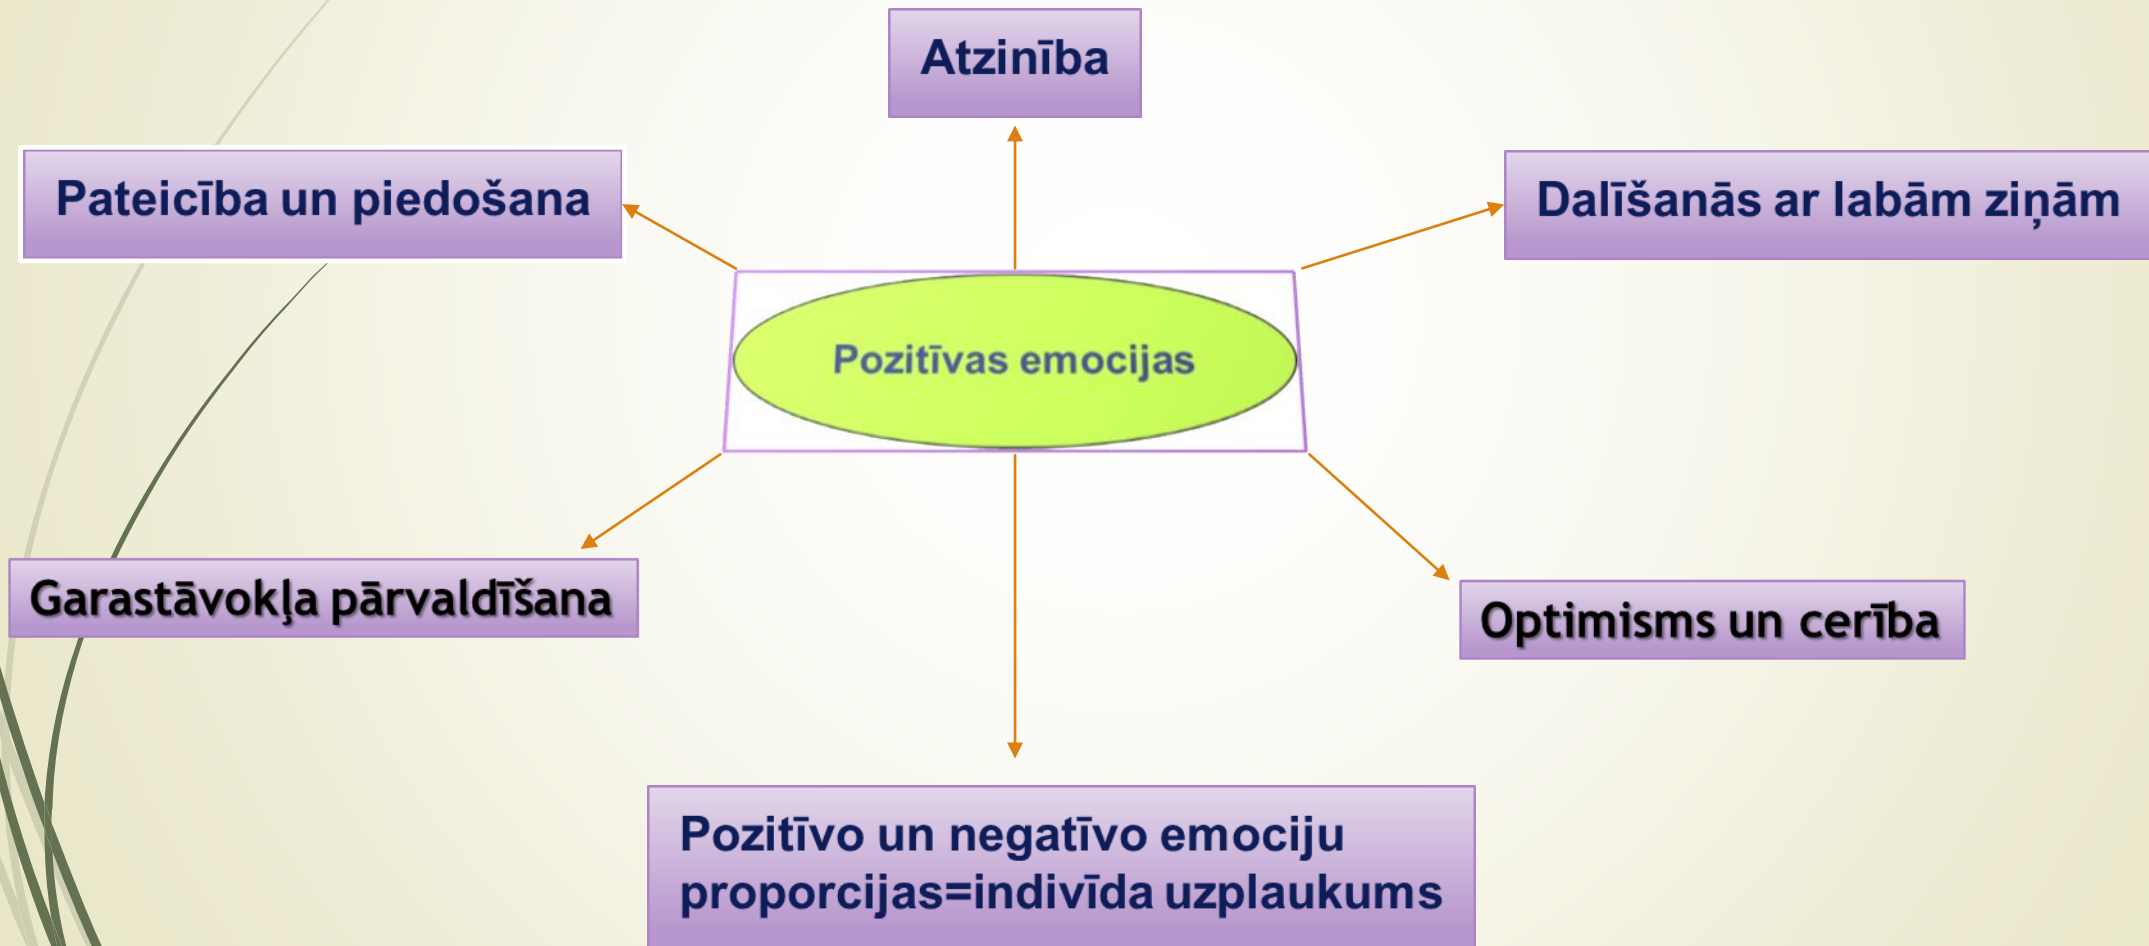 Atzinība
Pateicība un piedošana
Dalīšanās ar labām ziņām
Pozitīvas emocijas
Garastāvokļa pārvaldīšana
Optimisms un cerība
Pozitīvo un negatīvo emociju
proporcijas=indivīda uzplaukums